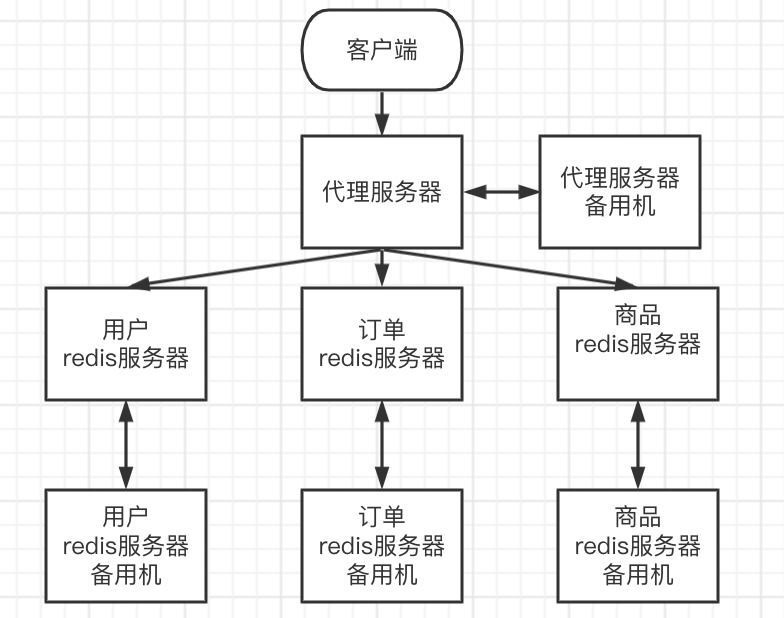 客户端
代理服务器
代理服务器
备用机
用户
redis服务器
订单
redis服务器
商品
redis服务器
用户
redis服务器
备用机
订单
redis服务器
备用机
商品
redis服务器
备用机